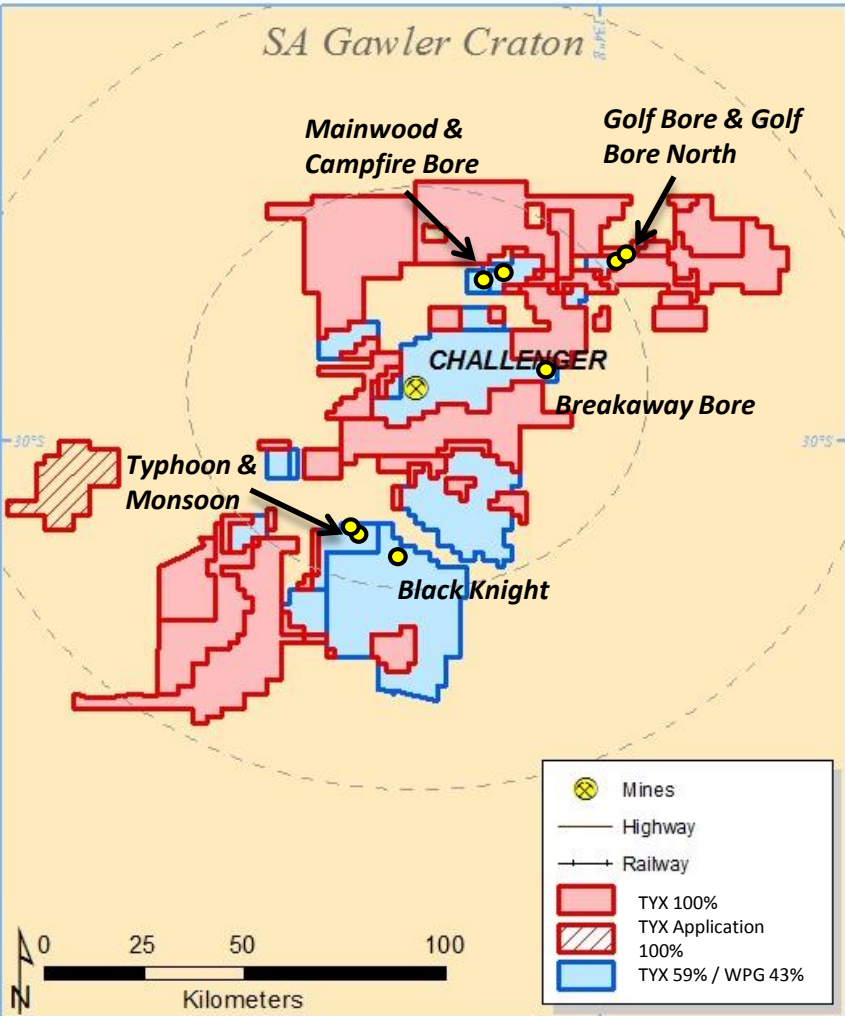 SA Gawler Craton
134°E
Mainwood &
Campfire Bore
Golf Bore & Golf
Bore North
CHALLENGER
Breakaway Bore
30°S
30°S
Typhoon &
Monsoon
Black Knight
Mines
Highway
Railway
TYX 100%
TYX Application
100%
TYX 59% / WPG 43%
0 25 50 100
Kilometers
N